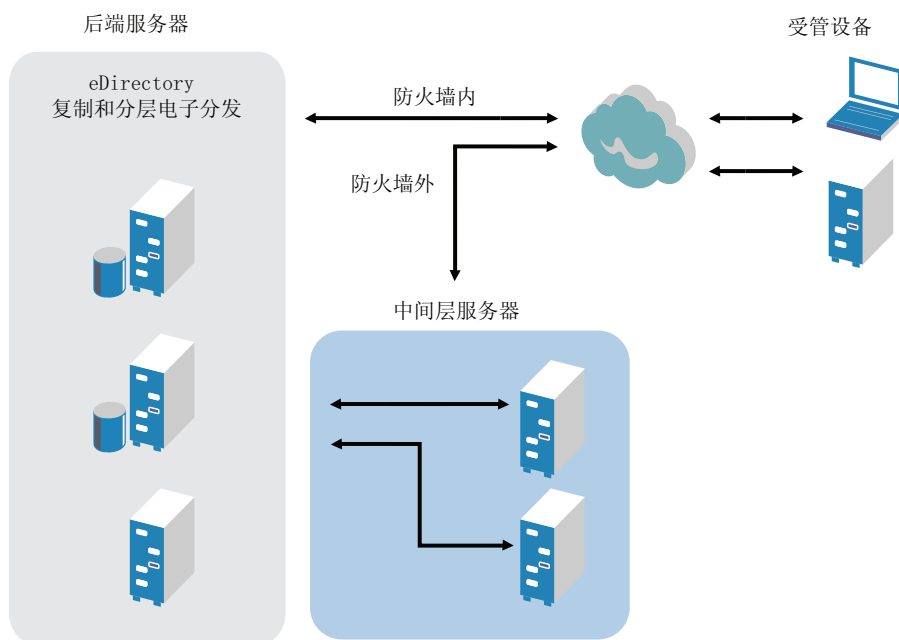 后端服务器
受管设备
eDirectory
复制和分层电子分发
防火墙内
防火墙外
中间层服务器